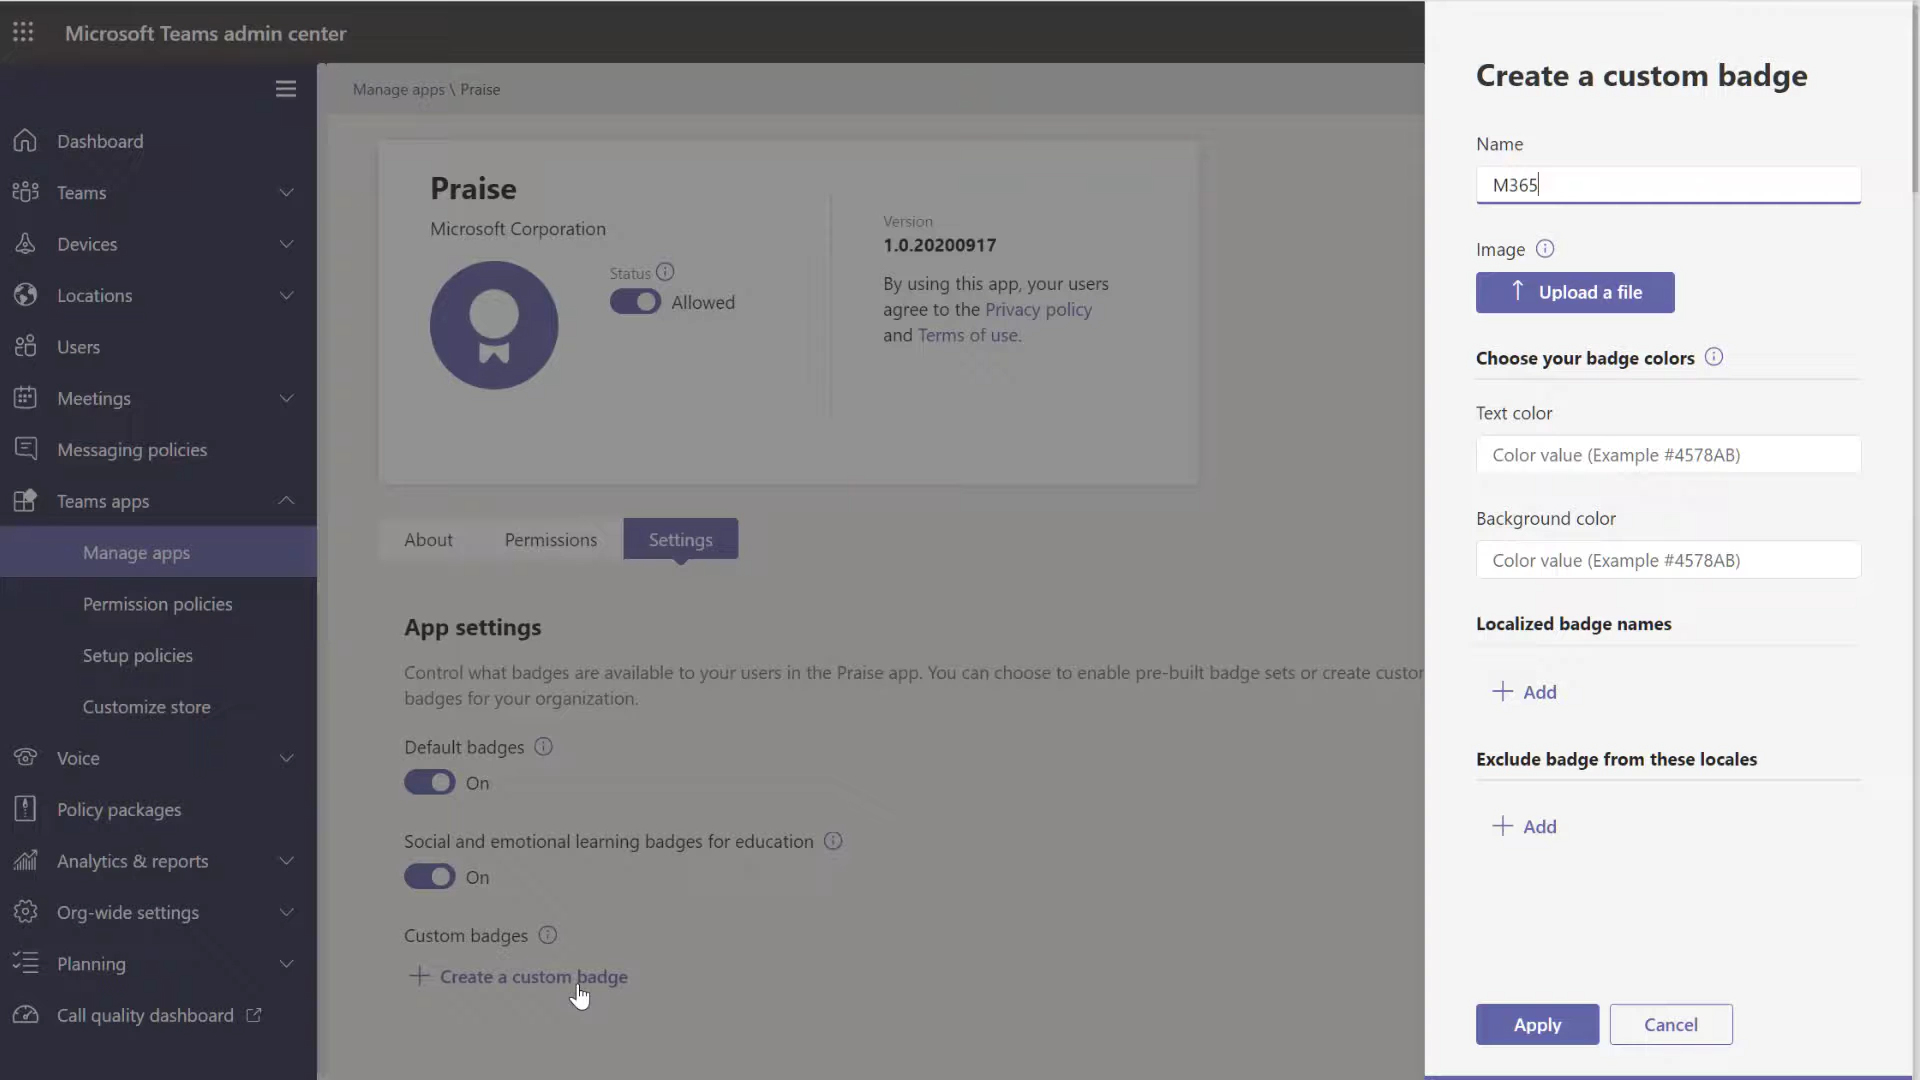 Microsoft Teams admin center
Dashboard
Teams
Devices
Locations
Users
Meetings
Messaging policies
Teams apps
Manage apps
Permission policies
Setup policies
Customize store
Voice
Policy packages
Analytics & reports
Org-wide settings
Planning
Call quality dashboard
Manage apps \ Praise
Praise
Microsoft Corporation
Status
Allowed
Version
1.0.20200917
By using this app, your users
agree to the Privacy policy
and Terms of use.
About
Permissions
Settings
App settings
Control what badges are available to your users in the Praise app. You can choose to enable pre-built badge sets or create custor
badges for your organization.
Default badges
On
Social and emotional learning badges for education
On
Custom badges
Create a custom badge
Create a custom badge
Name
M365
Image
Upload a file
Choose your badge colors
Text color
Color value (Example #4578AB)
Background color
Color value (Example #4578AB)
Localized badge names
Add
Exclude badge from these locales
Add
Apply
Cancel